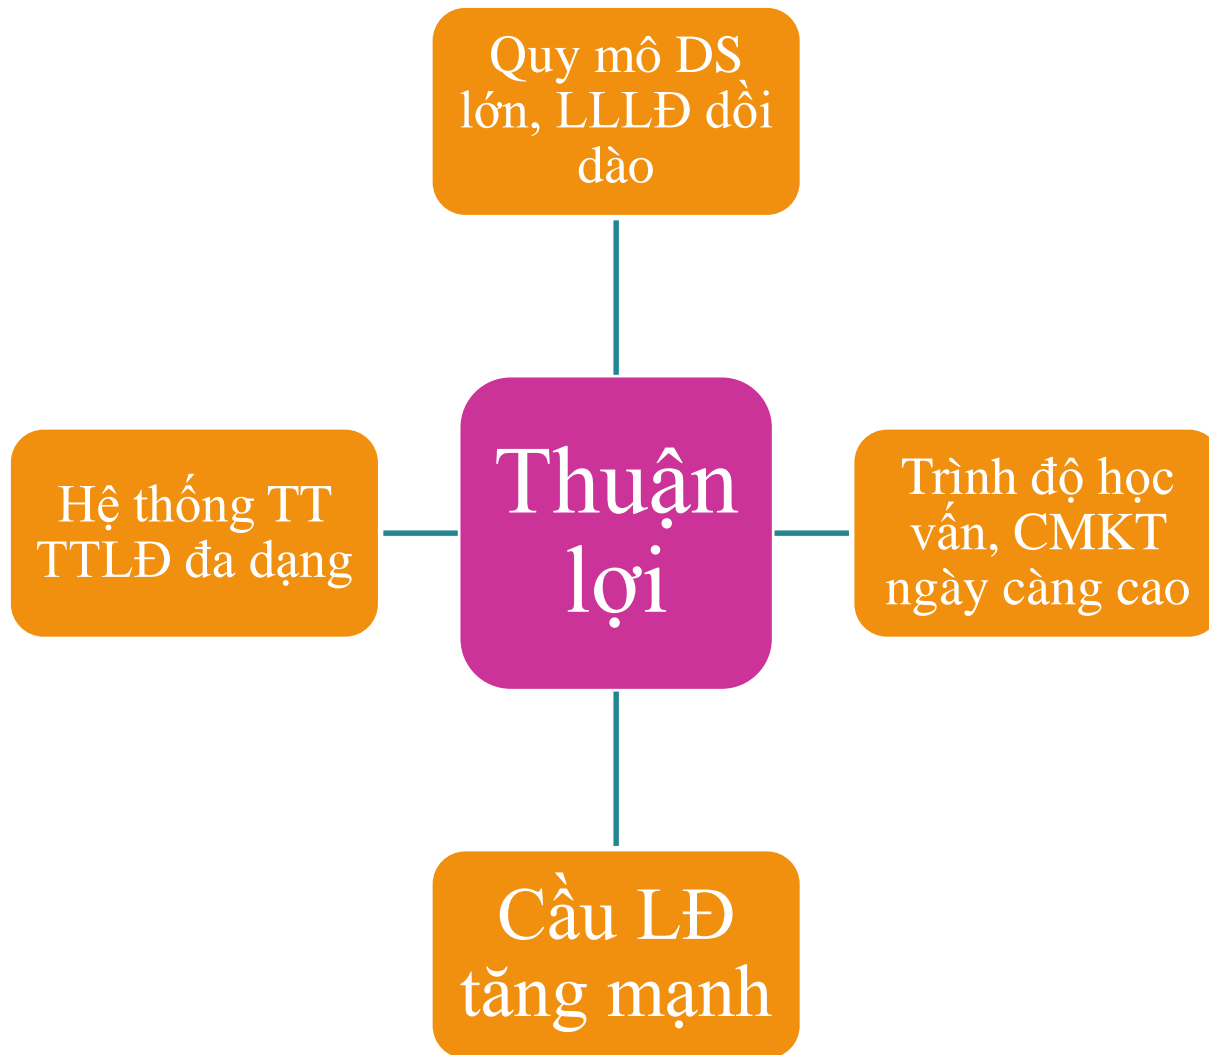 Quy mô DS
lớn, LLLĐ dồi
dào
Hệ thống TT
TTLĐ đa dạng
Thuận
lợi
Trình độ học
vấn, CMKT
ngày càng cao
Cầu LĐ
tăng mạnh